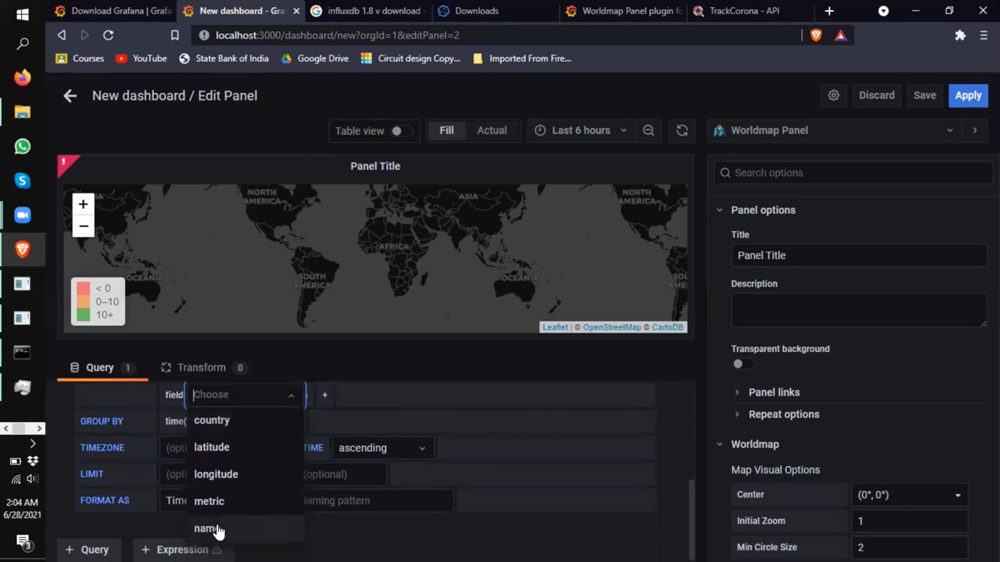 Download Grafana | Grafa
New dashboard - Gra
influxdb 1.8 v download -
Downloads
Worldmap Panel plugin fo
TrackCorona - API
localhost:3000/dashboard/new?orgId=1&editPanel=2
Courses
YouTube
State Bank of India
Google Drive
Circuit design Copy...
Imported From Fire...
New dashboard / Edit Panel
Discard
Save
Apply
Table view
Fill
Actual
Last 6 hours
Worldmap Panel
Panel Title
Search options
NORTH
AMERICA
ASIA
NORTH
AMERICA
AFRICA
OCEANIA
SOUTH
AMERICA
OCEANIA
+
−
< 0
0–10
10+
Leaflet | © OpenStreetMap © CartoDB
Panel options
Title
Panel Title
Description
Transparent background
Panel links
Repeat options
Worldmap
Map Visual Options
Center
(0°, 0°)
Initial Zoom
1
Min Circle Size
2
Query 1
Transform 0
field
Choose
+
country
latitude
longitude
metric
GROUP BY
time(
TIMEZONE
(opti
TIME
ascending
LIMIT
(opti
(optional)
FORMAT AS
Time
+ Query
+ Expression
2:04 AM
6/28/2021
3